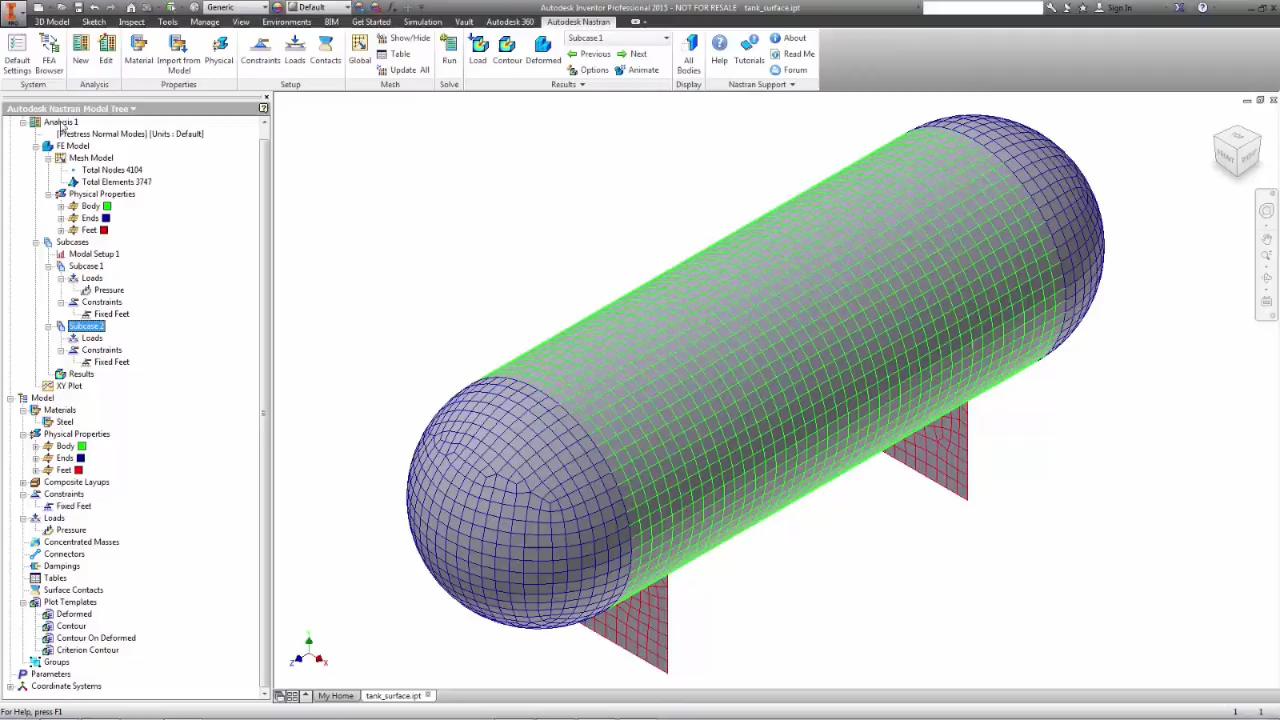 Generic
Default
Autodesk Inventor Professional 2015 - NOT FOR RESALE tank_surface.ipt
Sign In
PRO
3D Model
Sketch
Inspect
Tools
Manage
View
Environments
BIM
Get Started
Simulation
Vault
Autodesk 360
Autodesk Nastran
Default Settings
FEA Browser
New
Edit
Material
Import from Model
Physical
Constraints
Loads
Contacts
Global
Show/Hide
Table
Update All
Run
Load
Contour
Deformed
Subcase1
Previous
Next
Options
Animate
All Bodies
Help
Tutorials
About
Read Me
Forum
System
Analysis
Properties
Setup
Mesh
Solve
Results
Display
Nastran Support
Autodesk Nastran Model Tree
Analysis 1
[Prestress Normal Modes] [Units : Default]
FE Model
Mesh Model
Total Nodes 4104
Total Elements 3747
Physical Properties
Body
Ends
Feet
Subcases
Modal Setup 1
Subcase 1
Loads
Pressure
Constraints
Fixed Feet
Subcase 2
Loads
Constraints
Fixed Feet
Results
XY Plot
Model
Materials
Steel
Physical Properties
Body
Ends
Feet
Composite Layups
Constraints
Fixed Feet
Loads
Pressure
Concentrated Masses
Connectors
Dampings
Tables
Surface Contacts
Plot Templates
Deformed
Contour
Contour On Deformed
Criterion Contour
Groups
Parameters
Coordinate Systems
TOP
FRONT
RIGHT
Y
Z
X
My Home
tank_surface.ipt
For Help, press F1
1
1